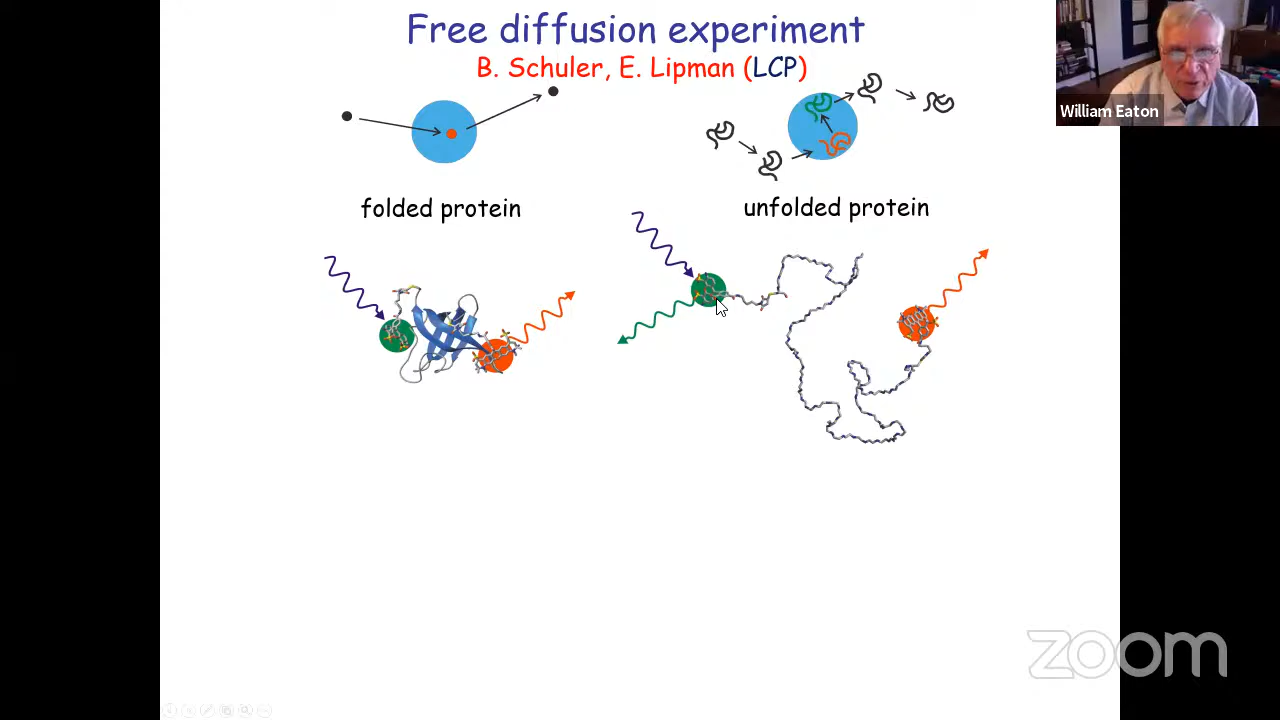 Free diffusion experiment
B. Schuler, E. Lipman (LCP)
William Eaton
folded protein
unfolded protein
zoom